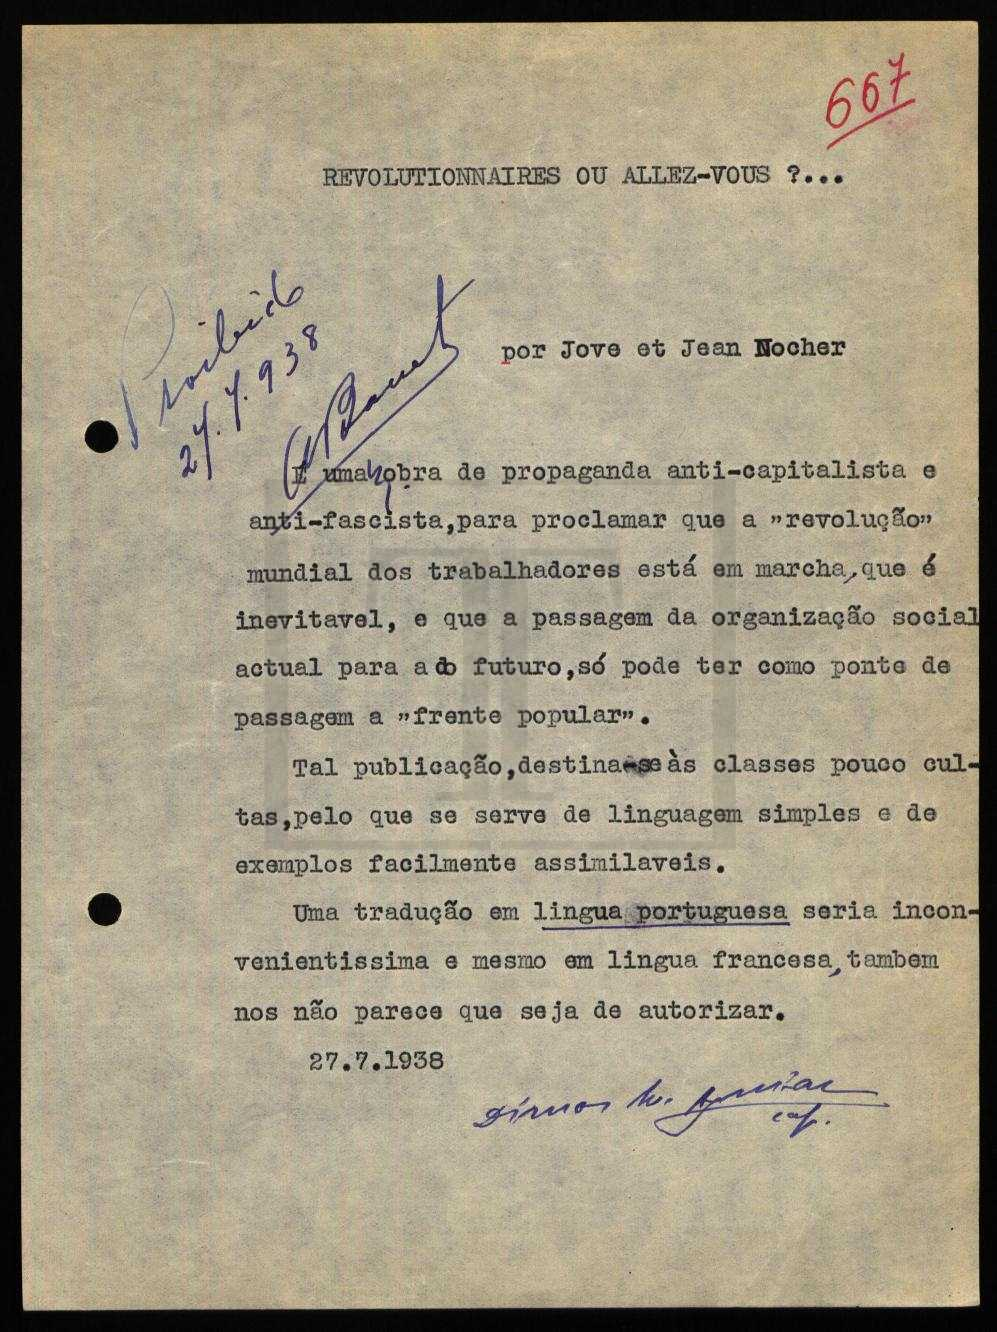 667
REVOLUTIONNAIRES OU ALLEZ-VOUS ?...
Proibido
27.7.938
por Jove et Jean Nocher
É uma obra de propaganda anti-capitalista e
anti-fascista,para proclamar que a "revolução"
mundial dos trabalhadores está em marcha,que é
inevitavel, e que a passagem da organização social
actual para a do futuro,só pode ter como ponte de
passagem a "frente popular".
Tal publicação,destina-se às classes pouco cul-
tas,pelo que se serve de linguagem simples e de
exemplos facilmente assimilaveis.
Uma tradução em lingua portuguesa seria incon-
venientissima e mesmo em lingua francesa,tambem
nos não parece que seja de autorizar.
27.7.1938
cap.